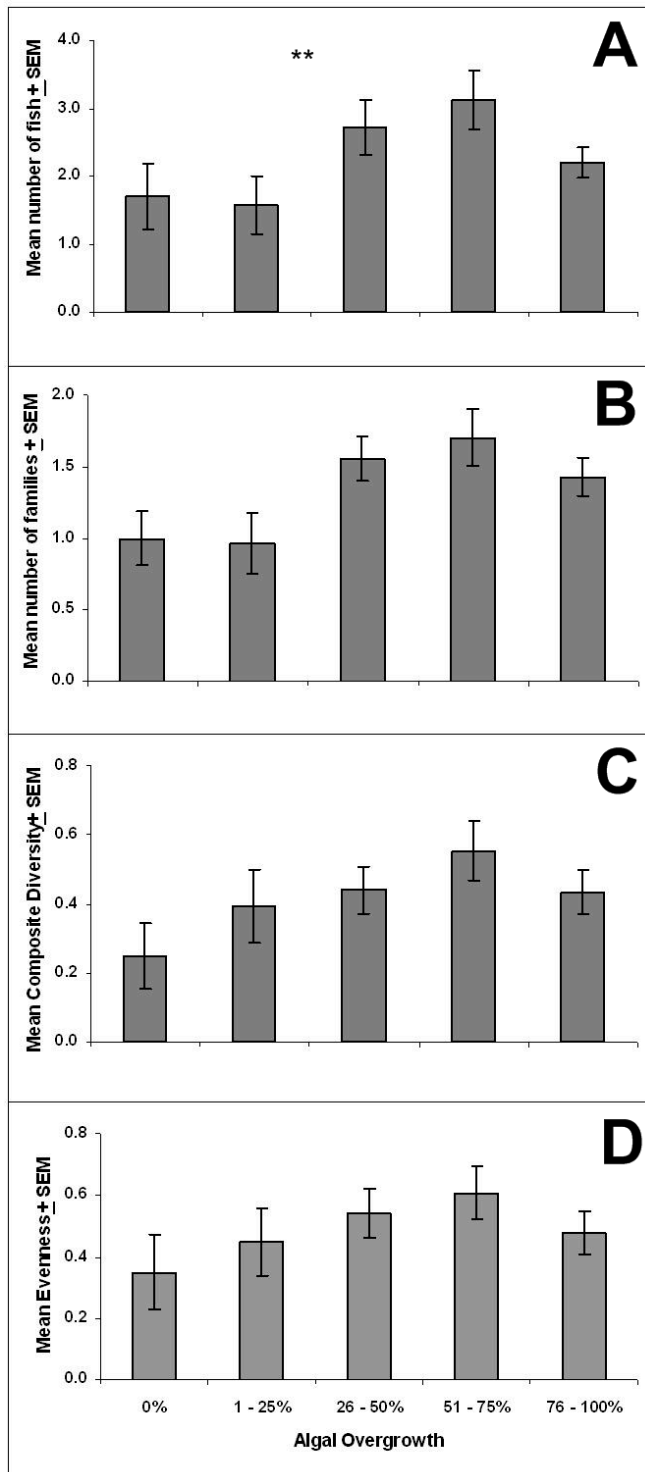 A
**
Mean number of fish ± SEM
4.0
3.0
2.0
1.0
0.0
B
Mean number of families ± SEM
2.0
1.5
1.0
0.5
0.0
C
Mean Composite Diversity± SEM
0.8
0.6
0.4
0.2
0.0
D
Mean Evenness± SEM
0.8
0.6
0.4
0.2
0.0
0% 1 - 25% 26 - 50% 51 - 75% 76 - 100%
Algal Overgrowth